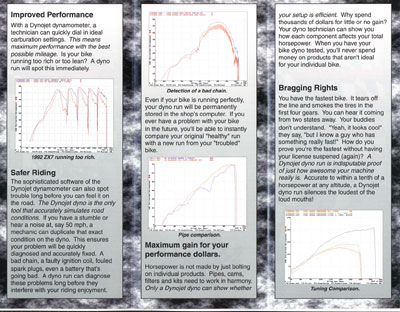 Improved Performance
With a Dynojet dynamometer, a
technician can quickly dial in ideal
carburation settings. This means
maximum performance with the best
possible mileage. Is your bike
running too rich or too lean? A dyno
run will spot this immediately.
1992 ZX7 running too rich.
Safer Riding
The sophisticated software of the
Dynojet dynamometer can also spot
trouble long before you can feel it on
the road. The Dynojet dyno is the only
tool that accurately simulates road
conditions. If you have a stumble or
hear a noise at, say 50 mph, a
mechanic can duplicate that exact
condition on the dyno. This ensures
your problem will be quickly
diagnosed and accurately fixed. A
bad chain, a faulty ignition coil, fouled
spark plugs, even a battery that's
going bad. A dyno run can diagnose
these problems long before they
interfere with your riding enjoyment.
Detection of a bad chain.
Even if your bike is running perfectly,
your dyno run will be permanently
stored in the shop's computer. If you
ever have a problem with your bike
in the future, you'll be able to instantly
compare your original "healthy" run
with a new run from your "troubled"
bike.
Pipe comparison.
Maximum gain for your
performance dollars.
Horsepower is not made by just bolting
on individual products. Pipes, cams,
filters and kits need to work in harmony.
Only a Dynojet dyno can show whether
your setup is efficient. Why spend
thousands of dollars for little or no gain?
Your dyno technician can show you
how each component affects your total
horsepower. When you have your
bike dyno tested, you'll never spend
money on products that aren't ideal
for your individual bike.
Bragging Rights
You have the fastest bike. It tears off
the line and smokes the tires in the
first four gears. You can hear it coming
from two states away. Your buddies
don't understand. "Yeah, it looks cool"
they say, "but I know a guy who has
something really fast!" How do you
prove you're the fastest without having
your license suspended (again)? A
Dynojet dyno run is indisputable proof
of just how awesome your machine
really is. Accurate to within a tenth of a
horsepower at any altitude, a Dynojet
dyno run silences the loudest of the
loud mouths!
Tuning Comparison.